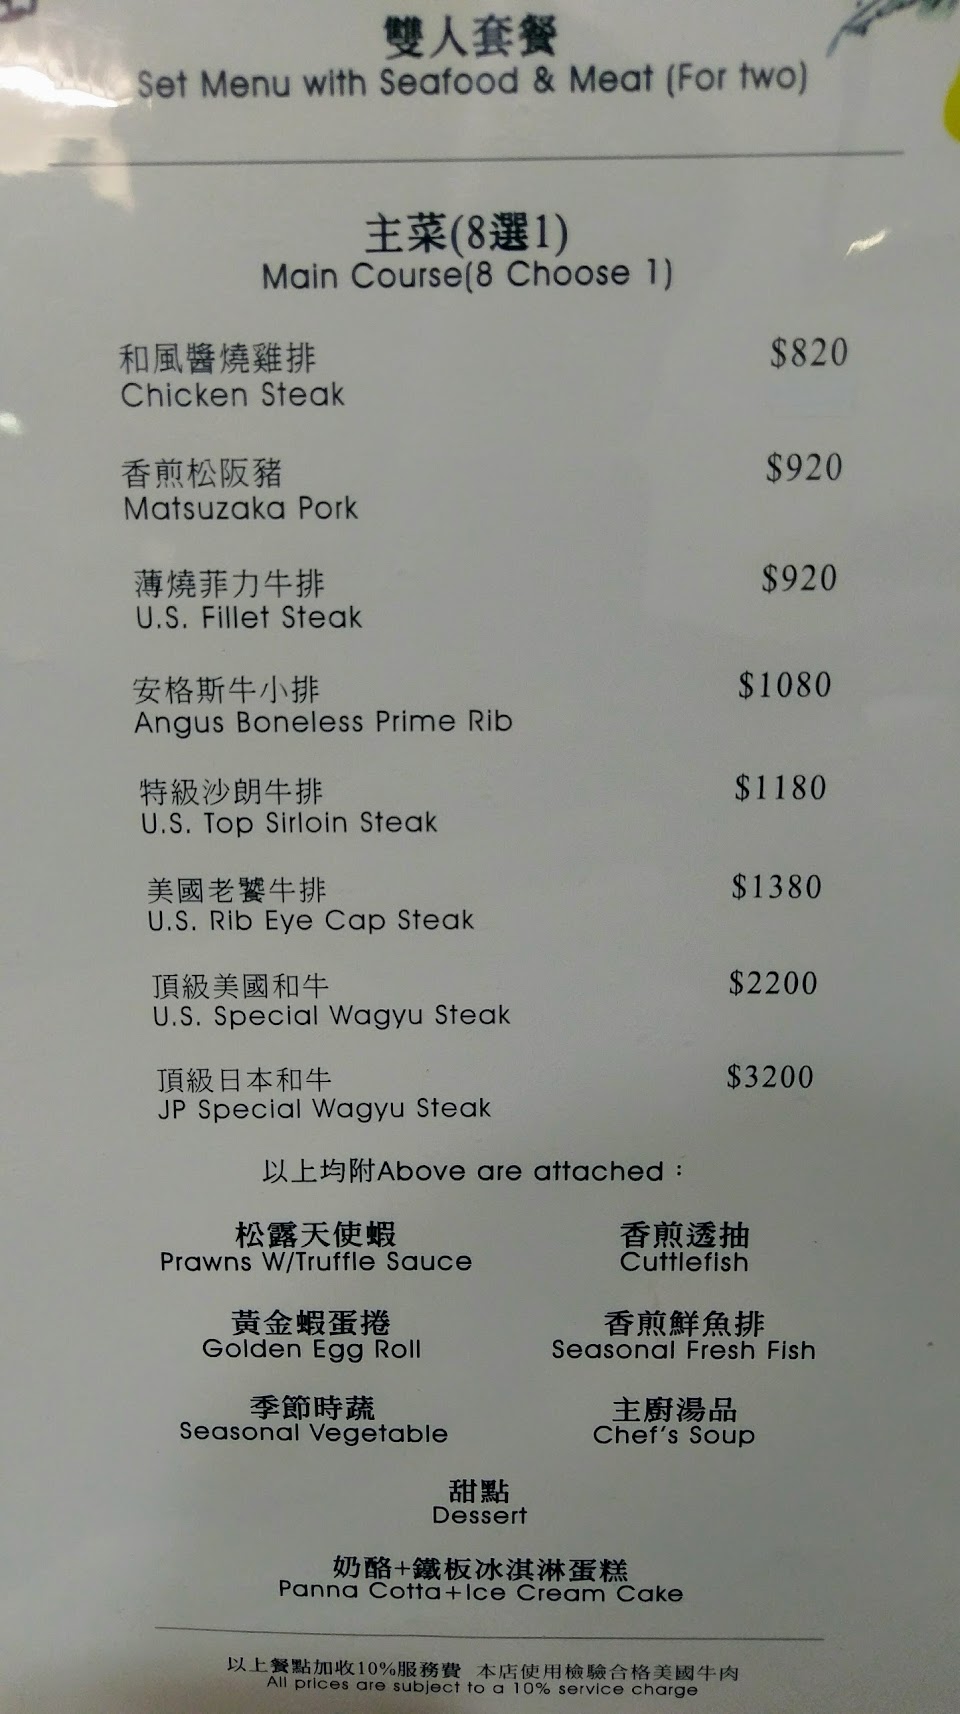 雙人套餐
Set Menu with Seafood & Meat (For two)
主菜(8選1)
Main Course(8 Choose 1)
和風醬燒雞排 $820
Chicken Steak
香煎松阪豬 $920
Matsuzaka Pork
薄燒菲力牛排 $920
U.S. Fillet Steak
安格斯牛小排 $1080
Angus Boneless Prime Rib
特級沙朗牛排 $1180
U.S. Top Sirloin Steak
美國老饕牛排 $1380
U.S. Rib Eye Cap Steak
頂級美國和牛 $2200
U.S. Special Wagyu Steak
頂級日本和牛 $3200
JP Special Wagyu Steak
以上均附Above are attached：
松露天使蝦 香煎透抽
Prawns W/Truffle Sauce Cuttlefish
黃金蝦蛋捲 香煎鮮魚排
Golden Egg Roll Seasonal Fresh Fish
季節時蔬 主廚湯品
Seasonal Vegetable Chef's Soup
甜點
Dessert
奶酪+鐵板冰淇淋蛋糕
Panna Cotta+Ice Cream Cake
以上餐點加收10%服務費 本店使用檢驗合格美國牛肉
All prices are subject to a 10% service charge